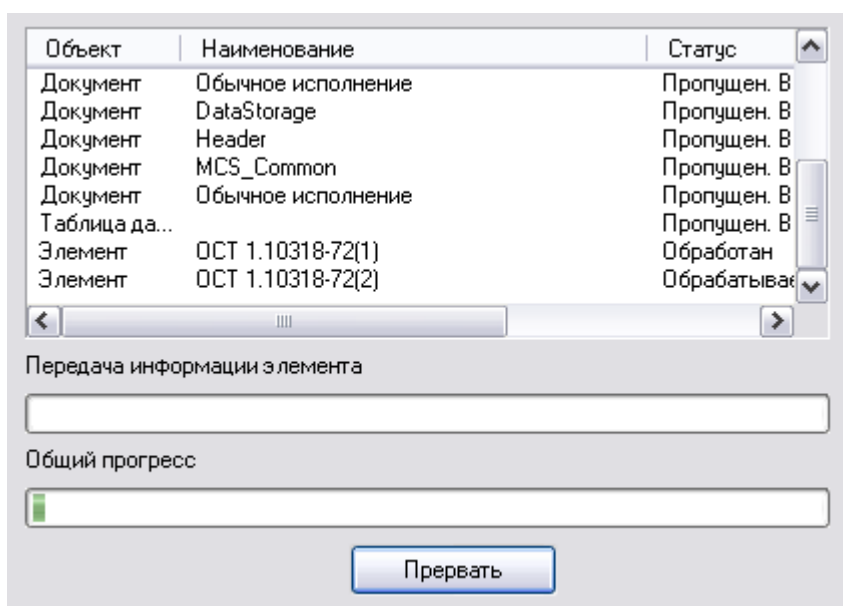 Объект Наименование Статус
Документ Обычное исполнение Пропущен. В
Документ DataStorage Пропущен. В
Документ Header Пропущен. В
Документ MCS_Common Пропущен. В
Документ Обычное исполнение Пропущен. В
Таблица да... Пропущен. В
Элемент ОСТ 1.10318-72(1) Обработан
Элемент ОСТ 1.10318-72(2) Обрабатывае
Передача информации элемента
Общий прогресс
Прервать